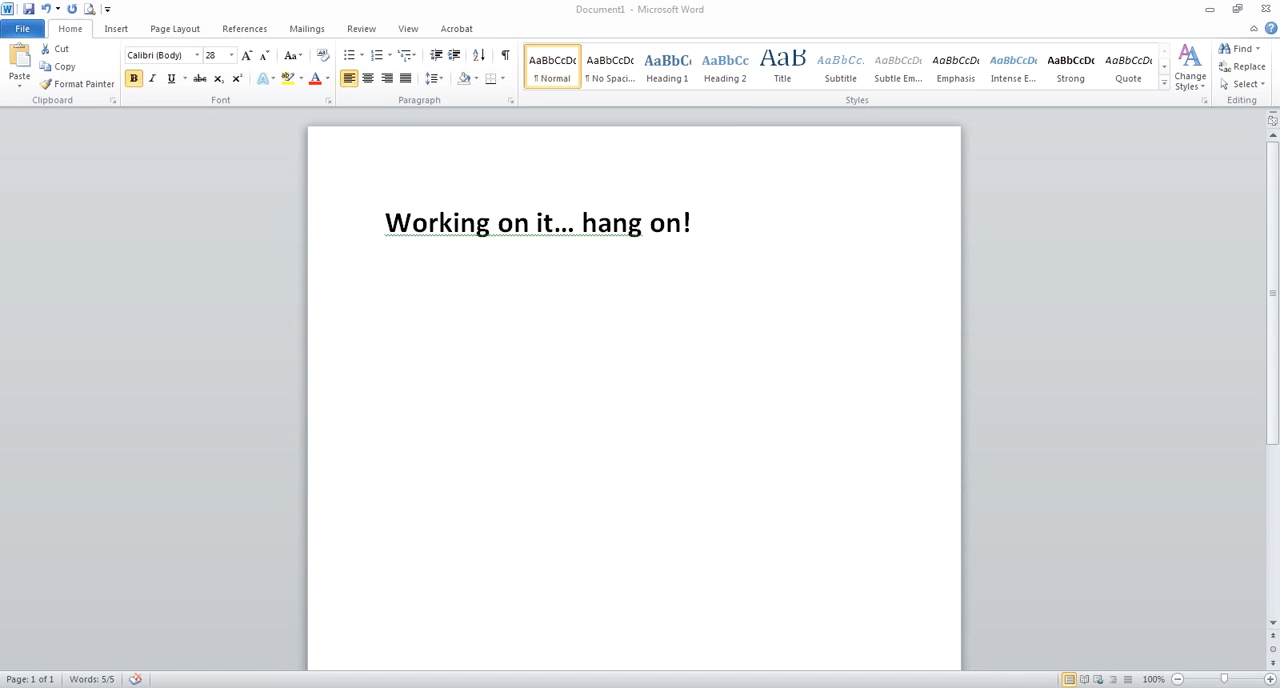 Document1 - Microsoft Word
File Home Insert Page Layout References Mailings Review View Acrobat
Paste
Cut
Copy
Format Painter
Clipboard
Calibri (Body) 28
Font
Paragraph
AaBbCcDc AaBbCcDc AaBbCc AaBbCc AaB AaBbCc. AaBbCcDc AaBbCcDc AaBbCcDc AaBbCcDc AaBbCcDc
¶ Normal ¶ No Spaci... Heading 1 Heading 2 Title Subtitle Subtle Em... Emphasis Intense E... Strong Quote
Styles
Change
Styles
Find
Replace
Select
Editing
Working on it… hang on!
Page: 1 of 1 Words: 5/5 100%